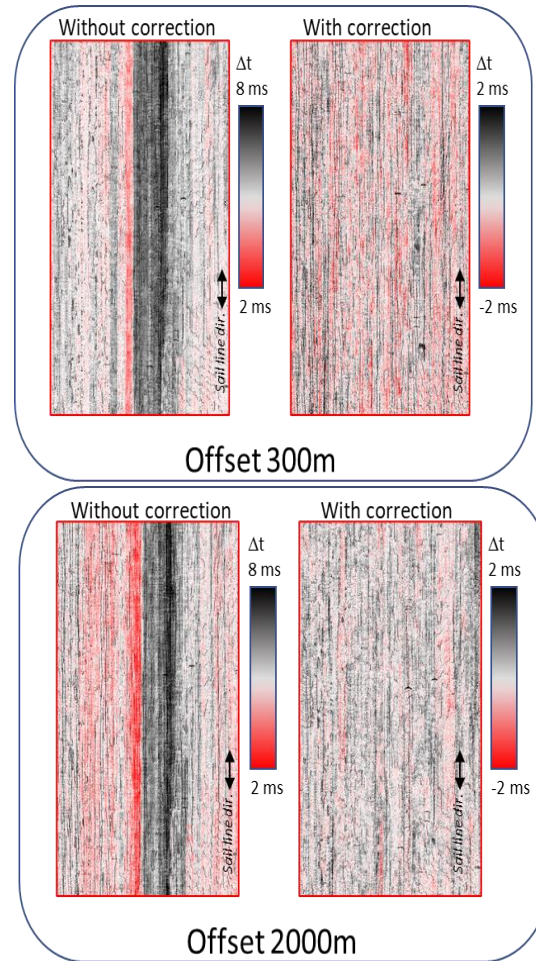 Without correction
With correction
Δt
8 ms
2 ms
Sail line dir.
Δt
2 ms
-2 ms
Sail line dir.
Offset 300m
Without correction
With correction
Δt
8 ms
2 ms
Sail line dir.
Δt
2 ms
-2 ms
Sail line dir.
Offset 2000m